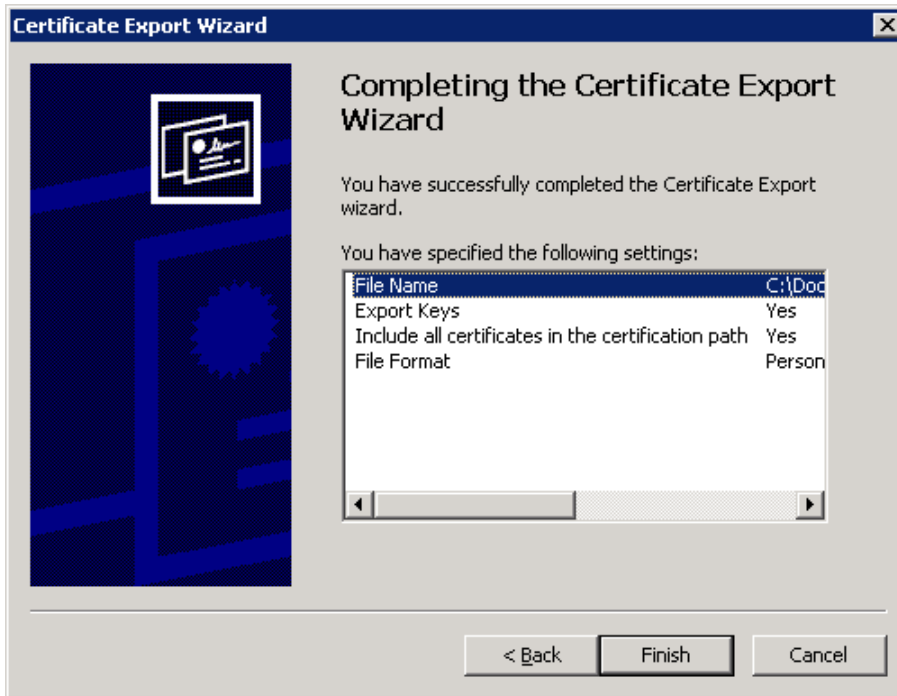 Certificate Export Wizard
Completing the Certificate Export
Wizard
You have successfully completed the Certificate Export
wizard.
You have specified the following settings:
File Name C:\Doc
Export Keys Yes
Include all certificates in the certification path Yes
File Format Person
< Back Finish Cancel